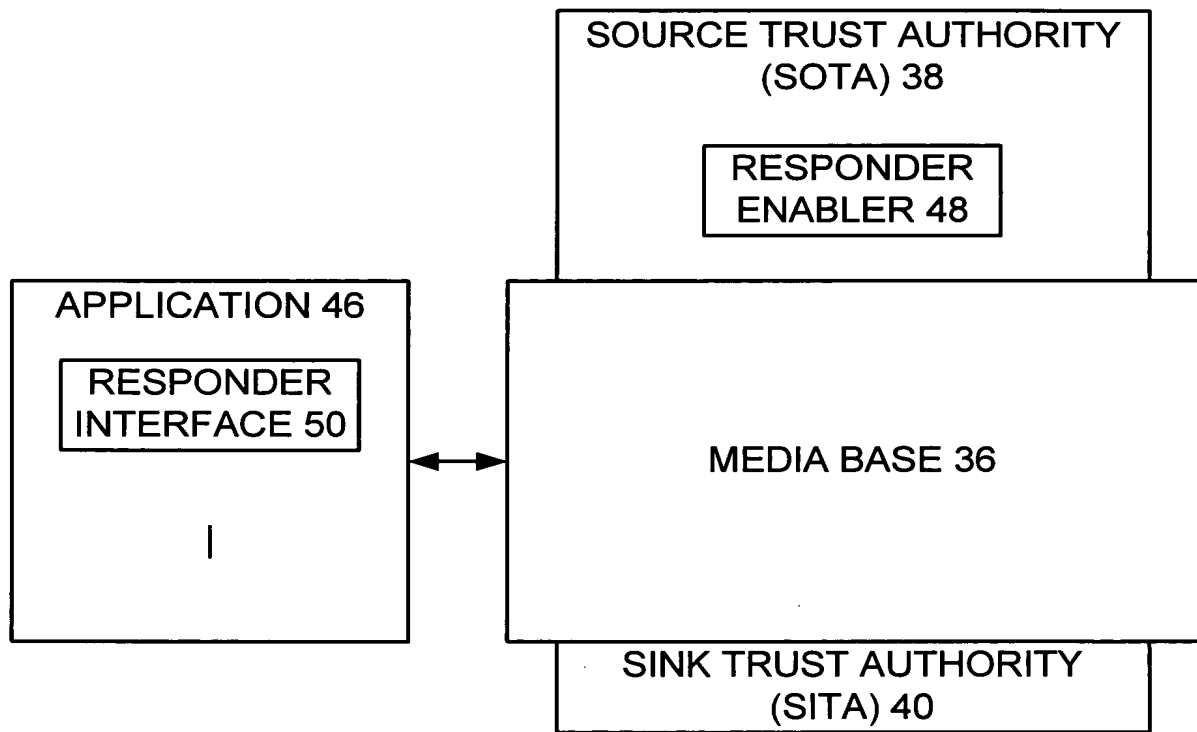 SOURCE TRUST AUTHORITY
(SOTA) 38
RESPONDER
ENABLER 48
APPLICATION 46
RESPONDER
INTERFACE 50
MEDIA BASE 36
SINK TRUST AUTHORITY
(SITA) 40